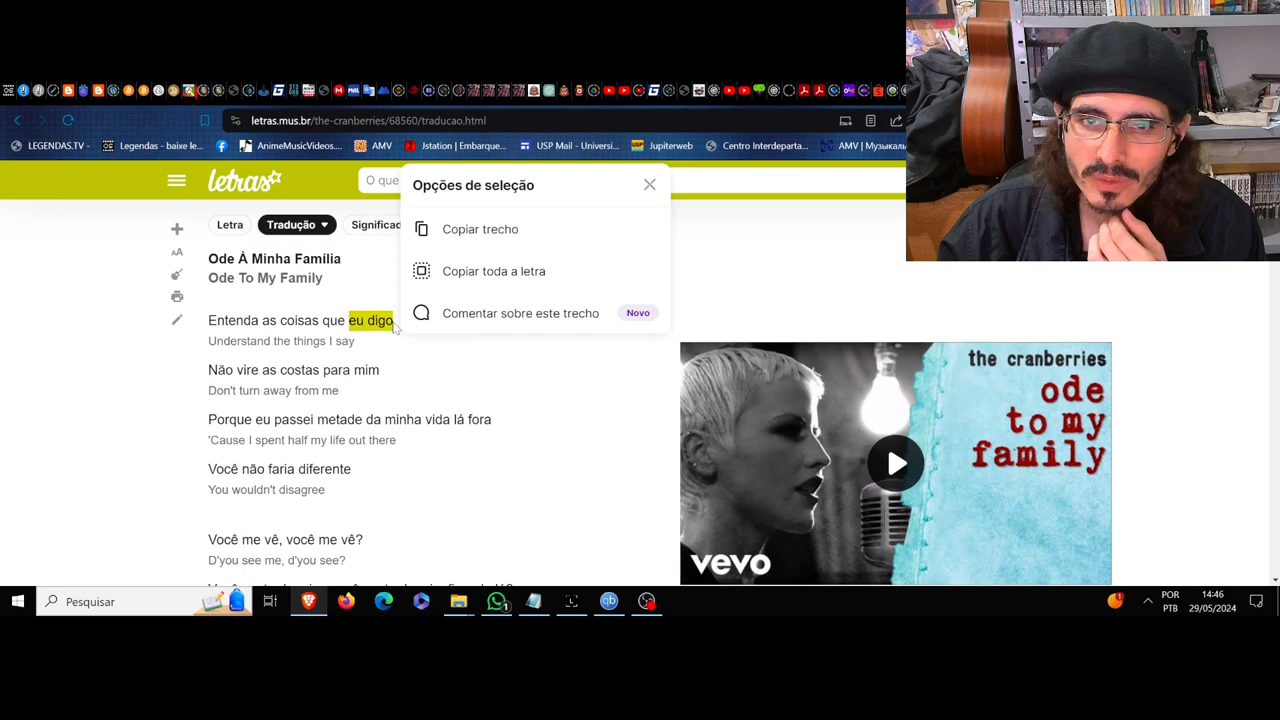 letras.mus.br/the-cranberries/68560/traducao.html
LEGENDAS.TV -
Legendas - baixe le...
AnimeMusicVideos....
AMV
Jstation | Embarque...
USP Mail - Universi...
Jupiterweb
Centro Interdeparta...
AMV | Музыкаль
letras
O que
Opções de seleção
Copiar trecho
Copiar toda a letra
Comentar sobre este trecho
Novo
Letra
Tradução
Significad
Ode À Minha Família
Ode To My Family
Entenda as coisas que eu digo
Understand the things I say
Não vire as costas para mim
Don't turn away from me
Porque eu passei metade da minha vida lá fora
'Cause I spent half my life out there
Você não faria diferente
You wouldn't disagree
Você me vê, você me vê?
D'you see me, d'you see?
the cranberries
ode
to my
family
vevo
Pesquisar
POR
PTB
14:46
29/05/2024